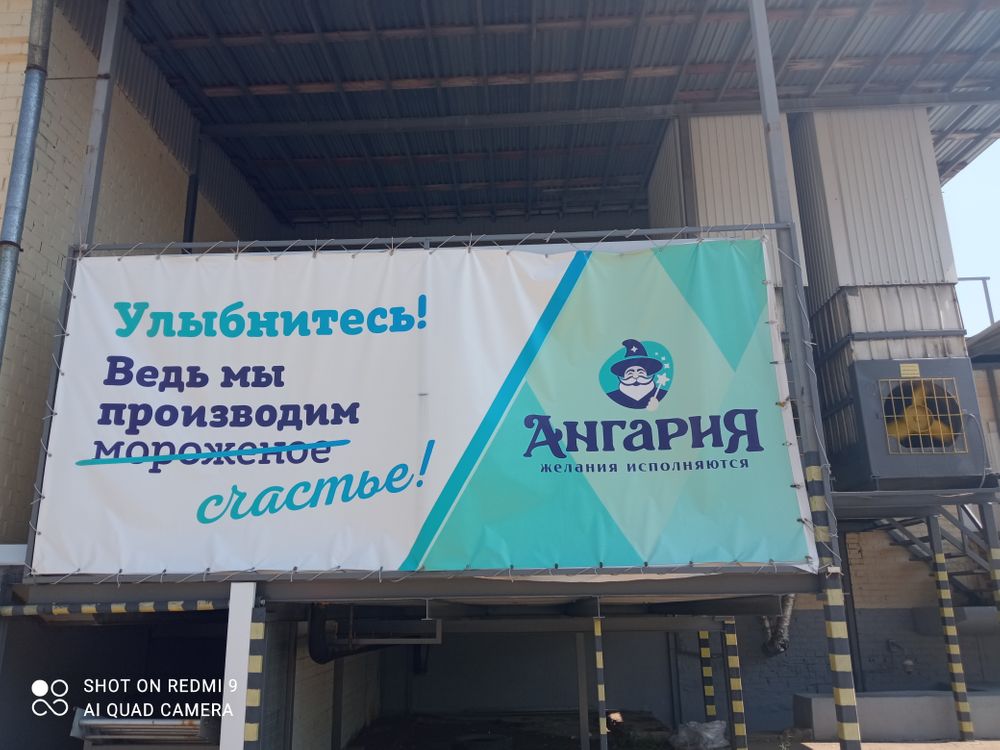 Улыбнитесь!
Ведь мы
производим
мороженое
счастье!
АнгариЯ
желания исполняются
SHOT ON REDMI 9
AI QUAD CAMERA